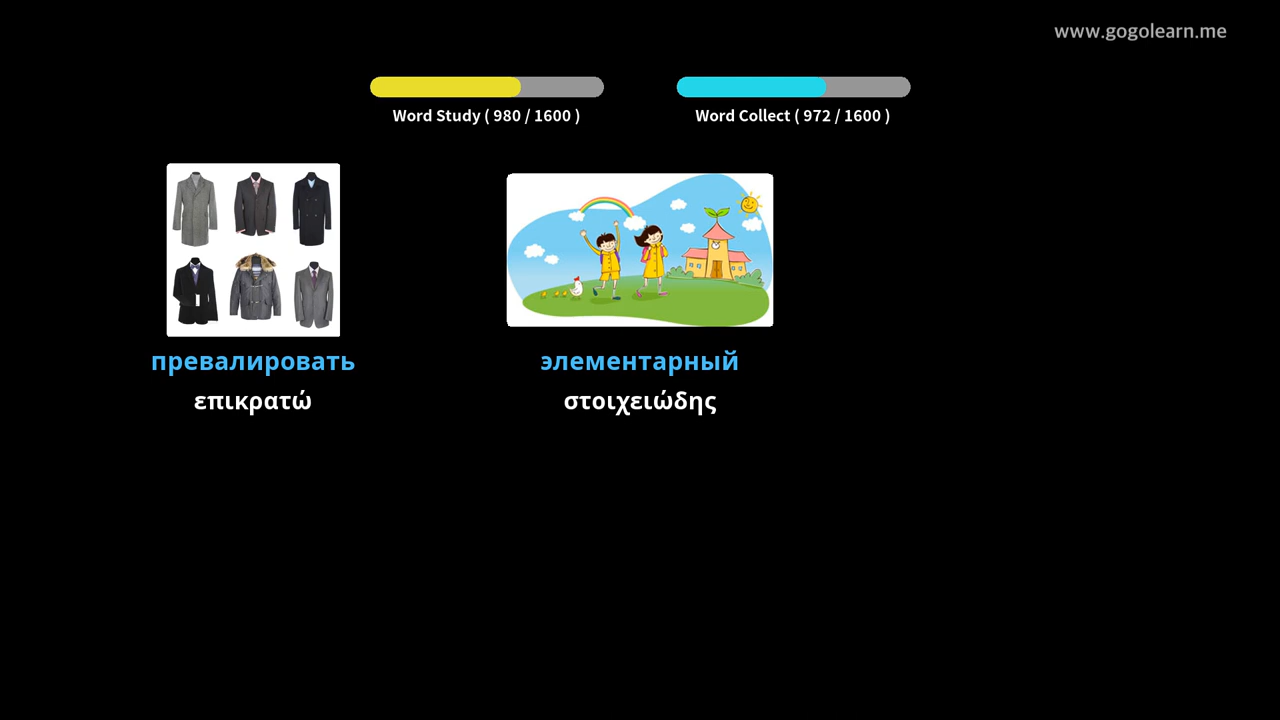 www.gogolearn.me
Word Study ( 980 / 1600 )
Word Collect ( 972 / 1600 )
превалировать
επικρατώ
элементарный
στοιχειώδης